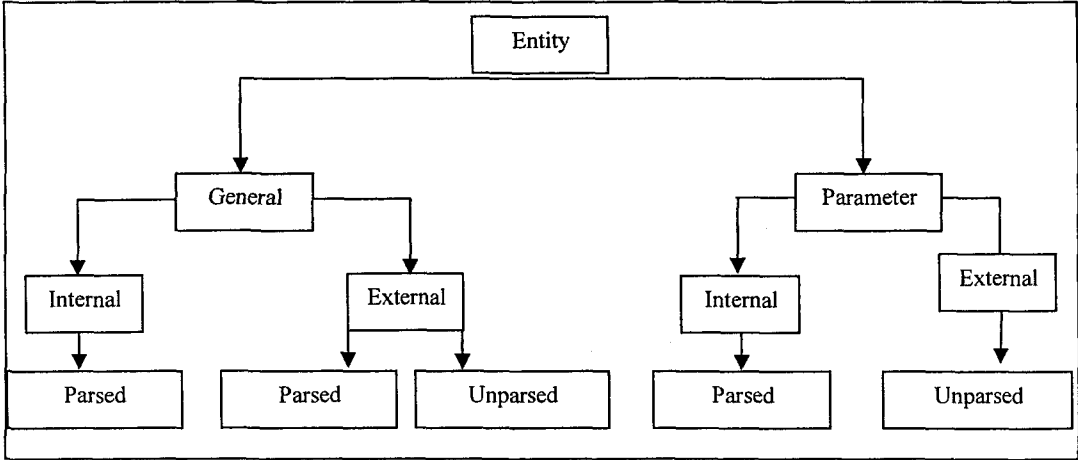 Entity
General
Parameter
Internal
External
Internal
External
Parsed
Parsed
Unparsed
Parsed
Unparsed